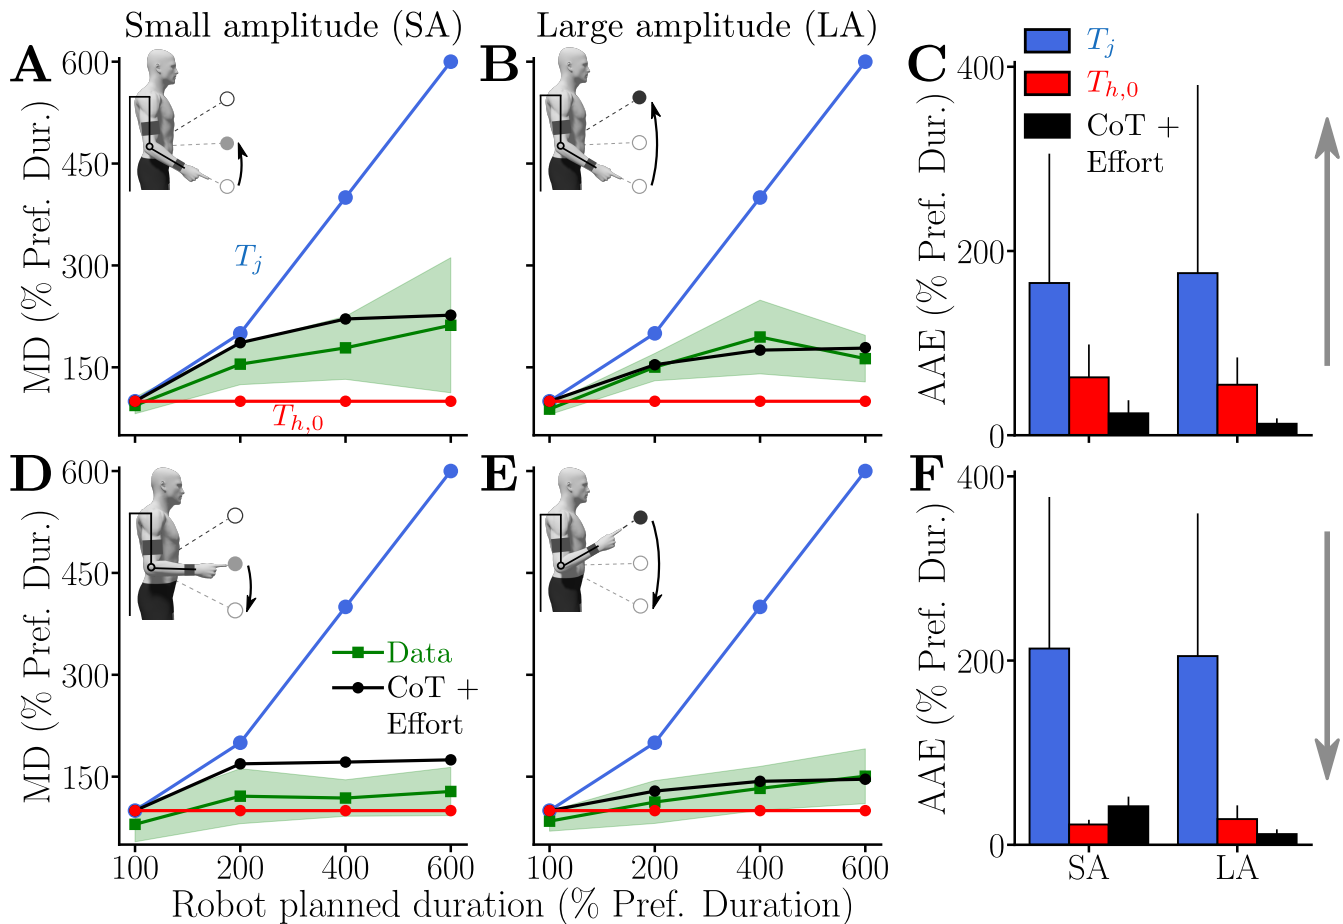 Small amplitude (SA)
Large amplitude (LA)
A
B
C
MD (% Pref. Dur.)
600
450
300
150
T_j
T_{h,0}
AAE (% Pref. Dur.)
400
200
0
T_j
T_{h,0}
CoT +
Effort
D
E
F
MD (% Pref. Dur.)
600
450
300
150
Data
CoT +
Effort
100 200 400 600
100 200 400 600
AAE (% Pref. Dur.)
400
200
0
SA LA
Robot planned duration (% Pref. Duration)